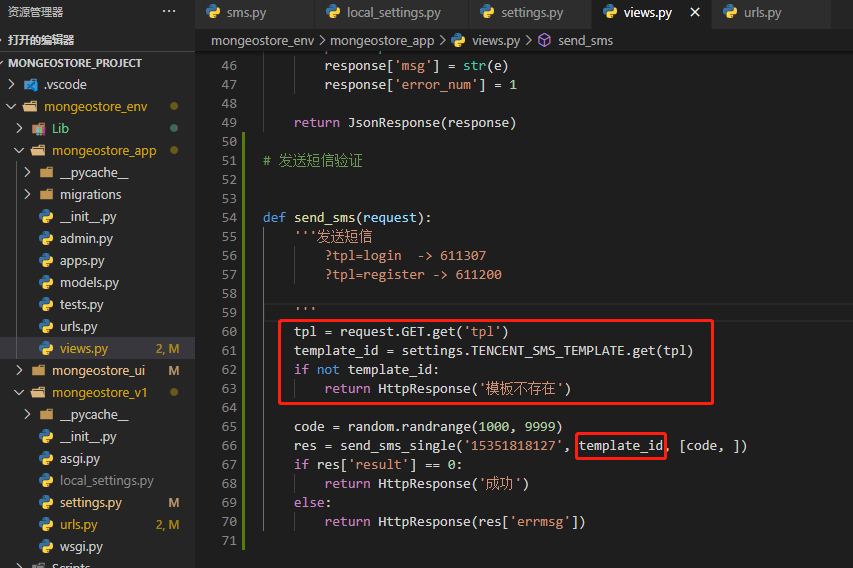 资源管理器 ···
打开的编辑器
MONGEOSTORE_PROJECT
.vscode
mongeostore_env
Lib
mongeostore_app
__pycache__
migrations
__init__.py
admin.py
apps.py
models.py
tests.py
urls.py
views.py 2, M
mongeostore_ui M
mongeostore_v1
__pycache__
__init__.py
asgi.py
local_settings.py
settings.py M
urls.py 2, M
wsgi.py
Scripts
sms.py local_settings.py settings.py views.py × urls.py
mongeostore_env > mongeostore_app > views.py > send_sms
46 response['msg'] = str(e)
47 response['error_num'] = 1
48
49 return JsonResponse(response)
50
51 # 发送短信验证
52
53
54 def send_sms(request):
55 '''发送短信
56 ?tpl=login -> 611307
57 ?tpl=register -> 611200
58
59 '''
60 tpl = request.GET.get('tpl')
61 template_id = settings.TENCENT_SMS_TEMPLATE.get(tpl)
62 if not template_id:
63 return HttpResponse('模板不存在')
64
65 code = random.randrange(1000, 9999)
66 res = send_sms_single('15351818127', template_id, [code, ])
67 if res['result'] == 0:
68 return HttpResponse('成功')
69 else:
70 return HttpResponse(res['errmsg'])
71